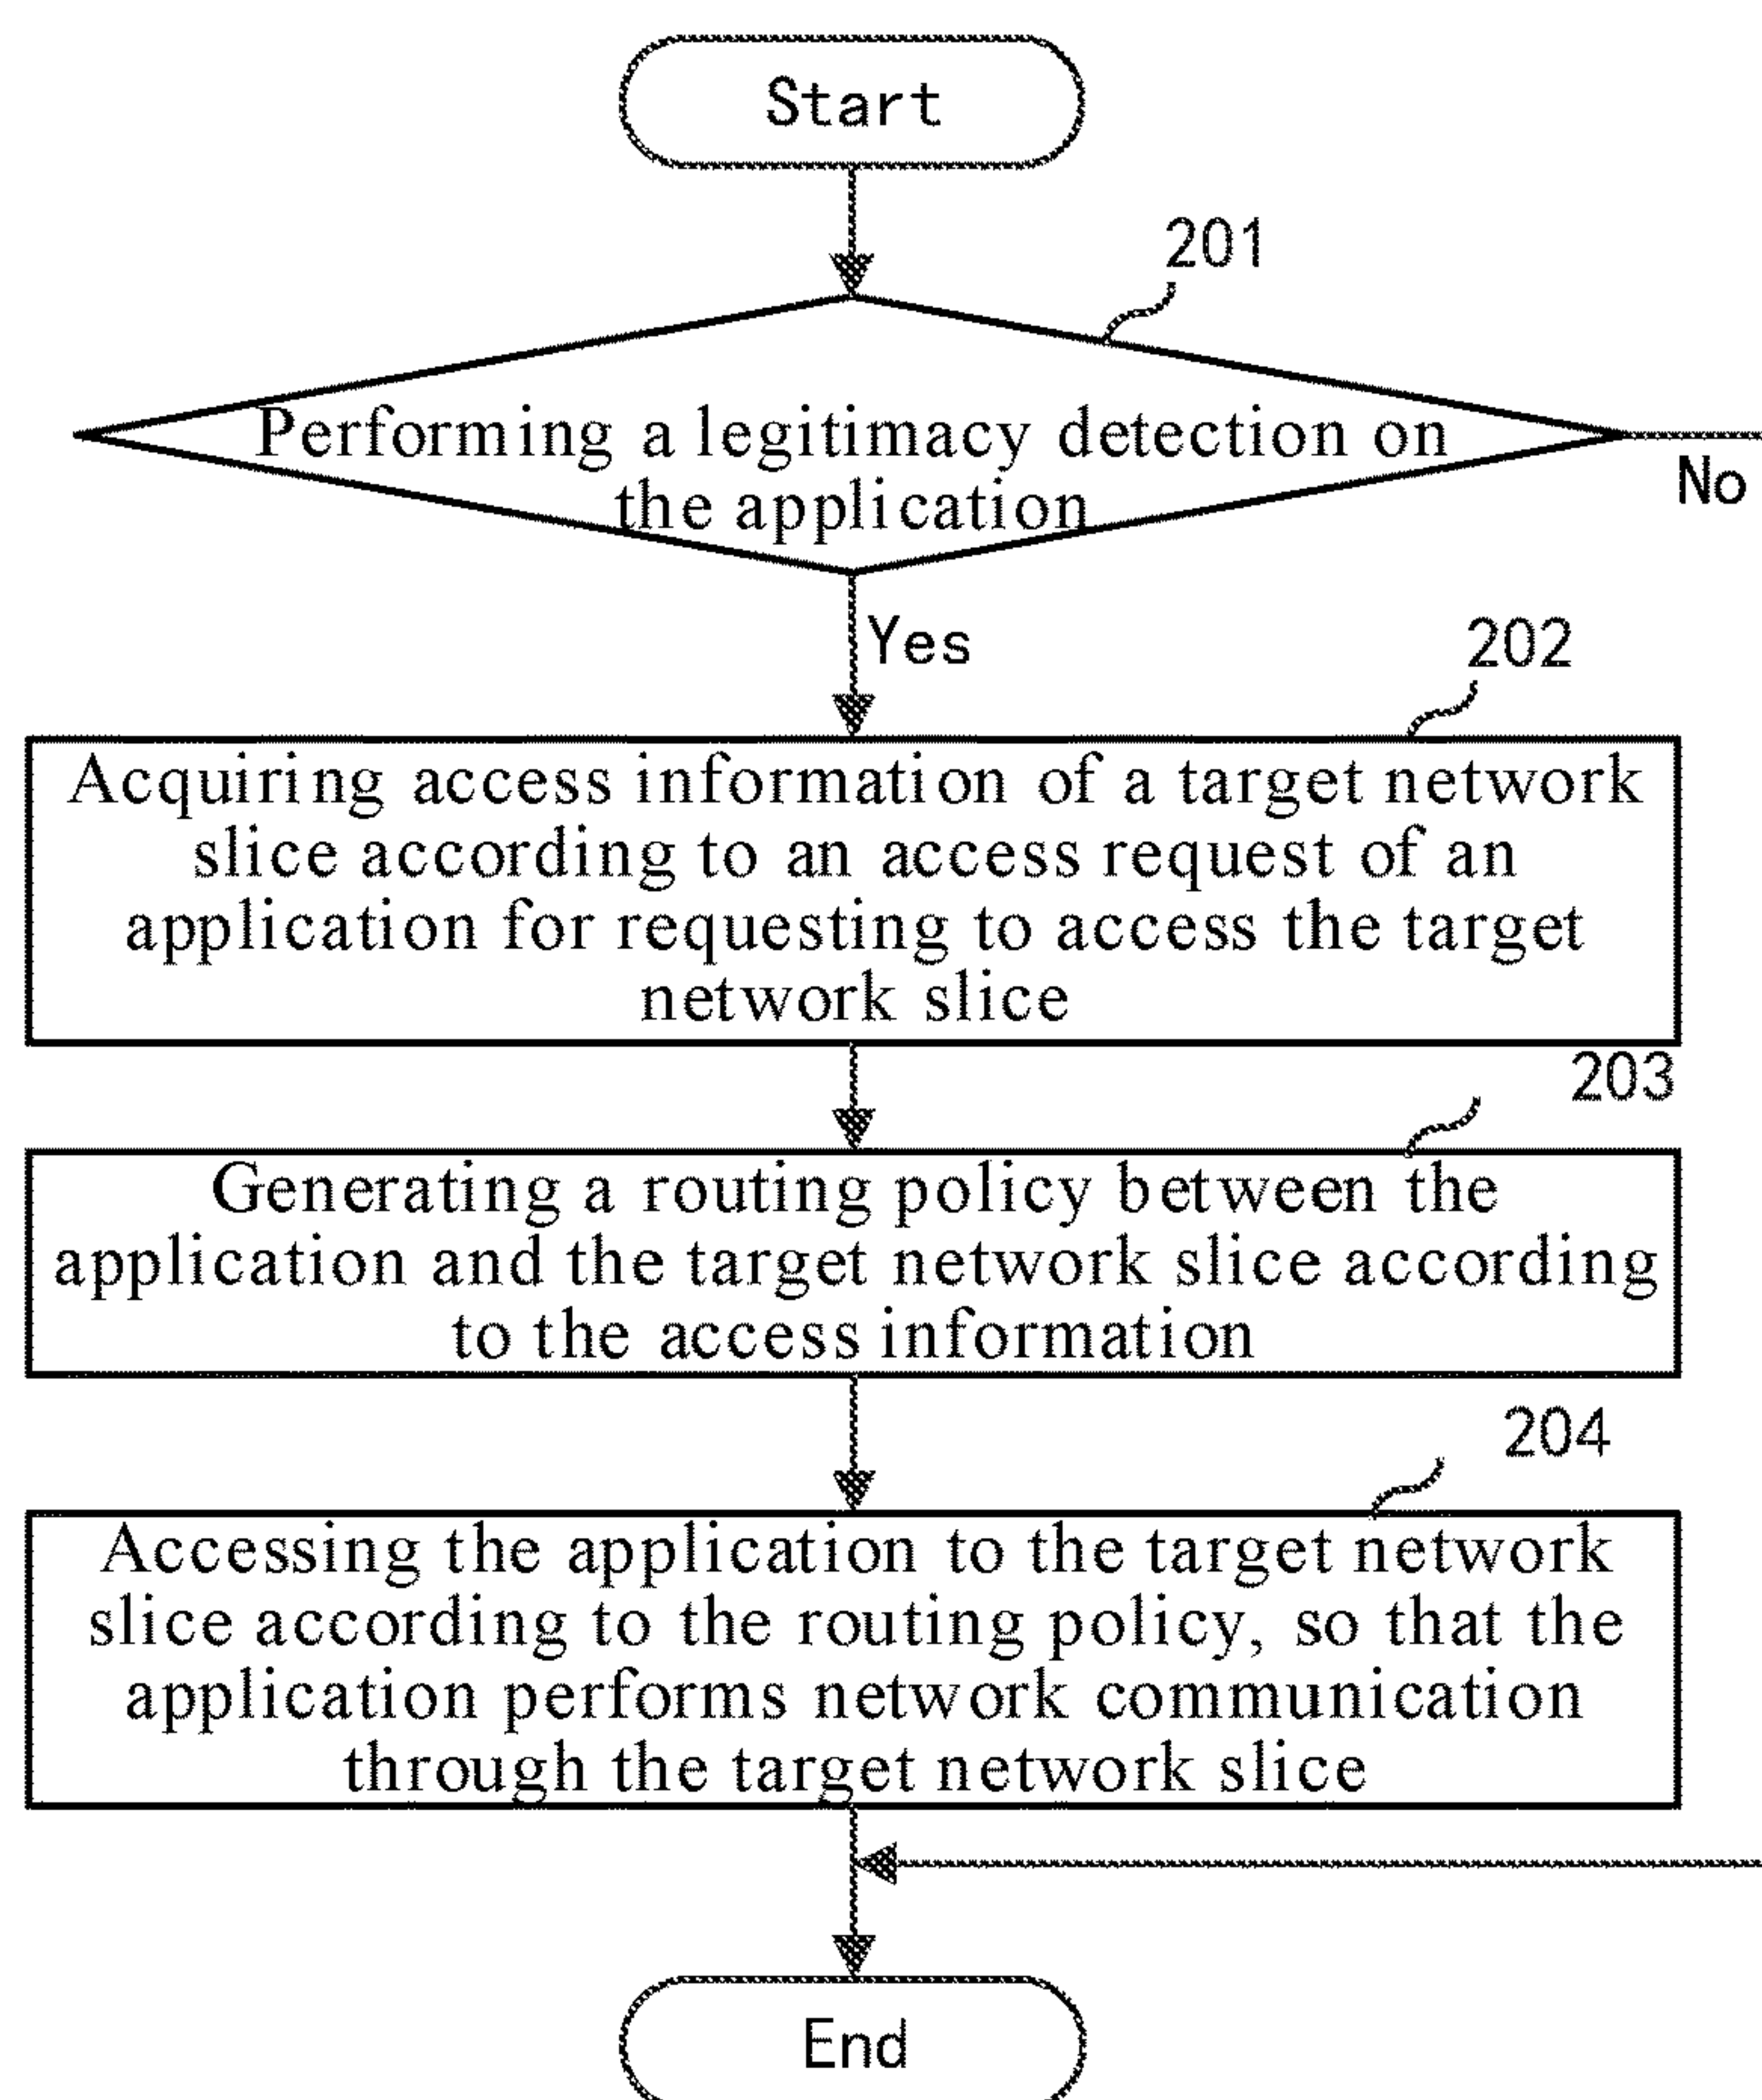 Start
201
Performing a legitimacy detection on
the application
No
Yes
202
Acquiring access information of a target network
slice according to an access request of an
application for requesting to access the target
network slice
203
Generating a routing policy between the
application and the target network slice according
to the access information
204
Accessing the application to the target network
slice according to the routing policy, so that the
application performs network communication
through the target network slice
End